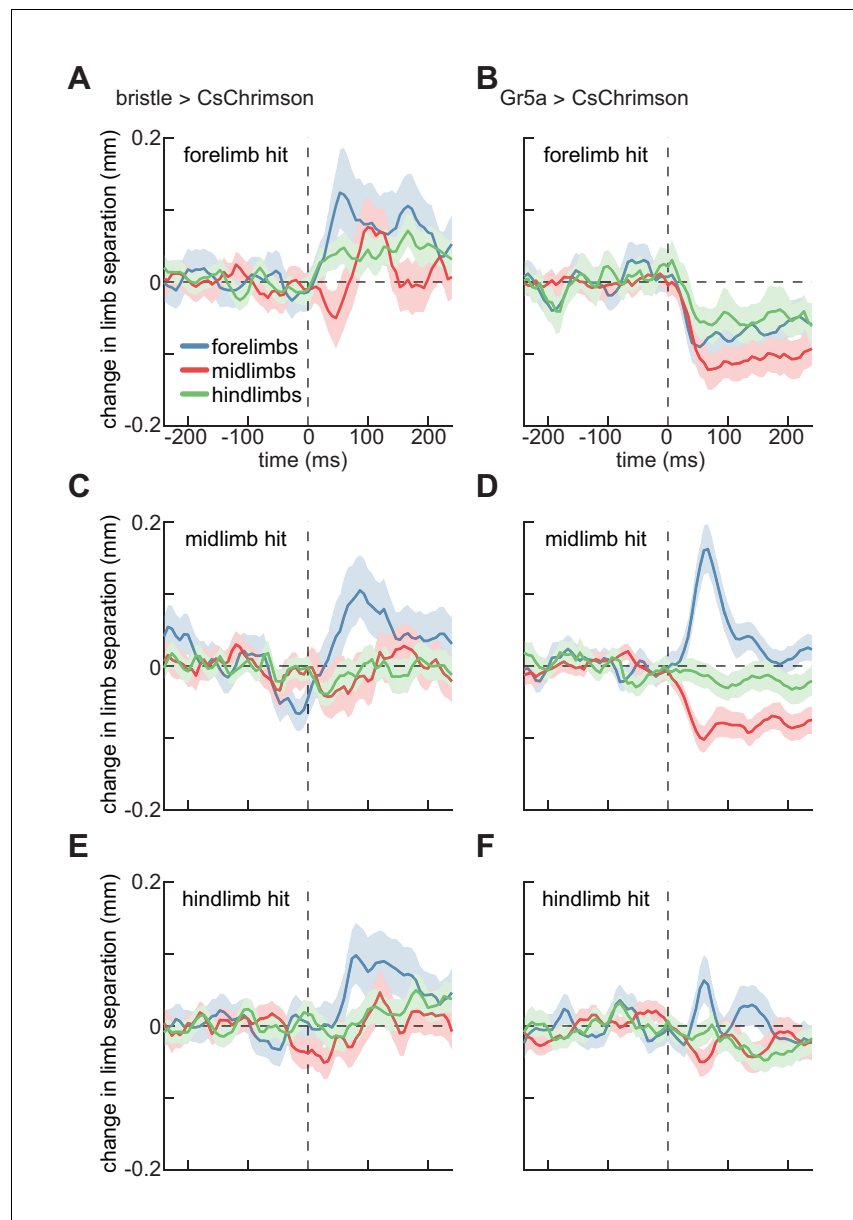 A
B
bristle > CsChrimson
Gr5a > CsChrimson
0.2
forelimb hit
forelimb hit
change in limb separation (mm)
0
forelimbs
midlimbs
hindlimbs
-0.2
-200 -100 0 100 200
-200 -100 0 100 200
time (ms)
time (ms)
C
D
0.2
midlimb hit
midlimb hit
change in limb separation (mm)
0
-0.2
E
F
0.2
hindlimb hit
hindlimb hit
change in limb separation (mm)
0
-0.2